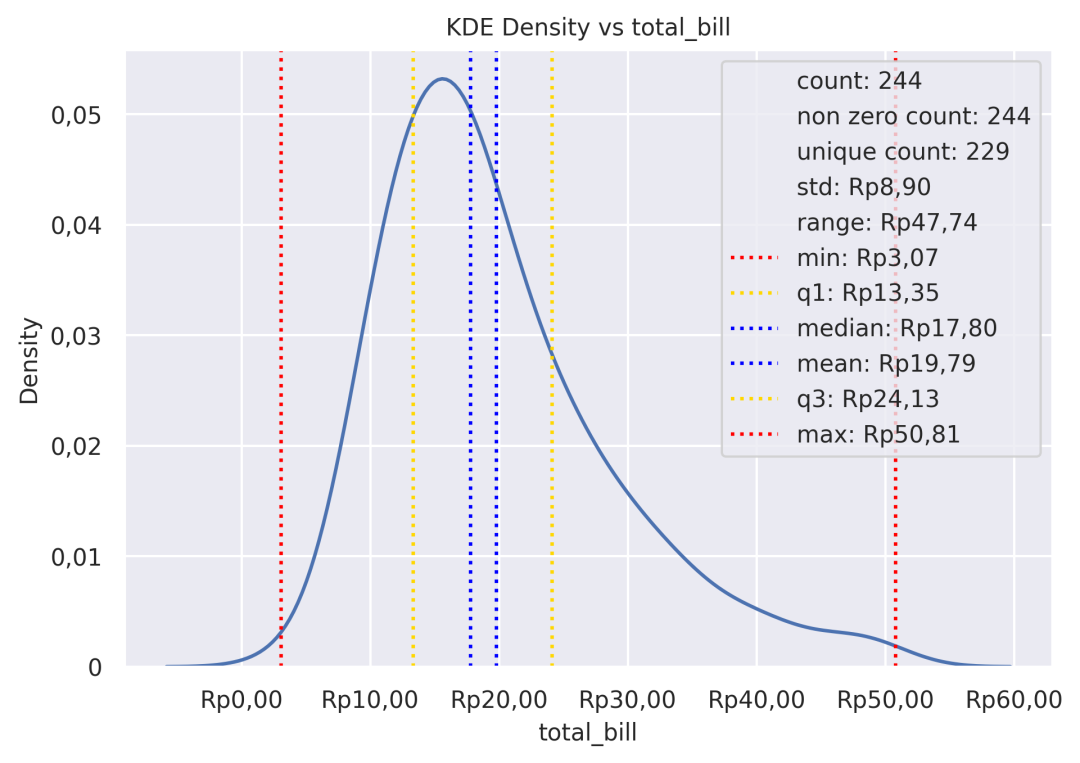 KDE Density vs total_bill
count: 244
non zero count: 244
unique count: 229
std: Rp8,90
range: Rp47,74
min: Rp3,07
q1: Rp13,35
median: Rp17,80
mean: Rp19,79
q3: Rp24,13
max: Rp50,81
Density
0,05
0,04
0,03
0,02
0,01
0
Rp0,00 Rp10,00 Rp20,00 Rp30,00 Rp40,00 Rp50,00 Rp60,00
total_bill